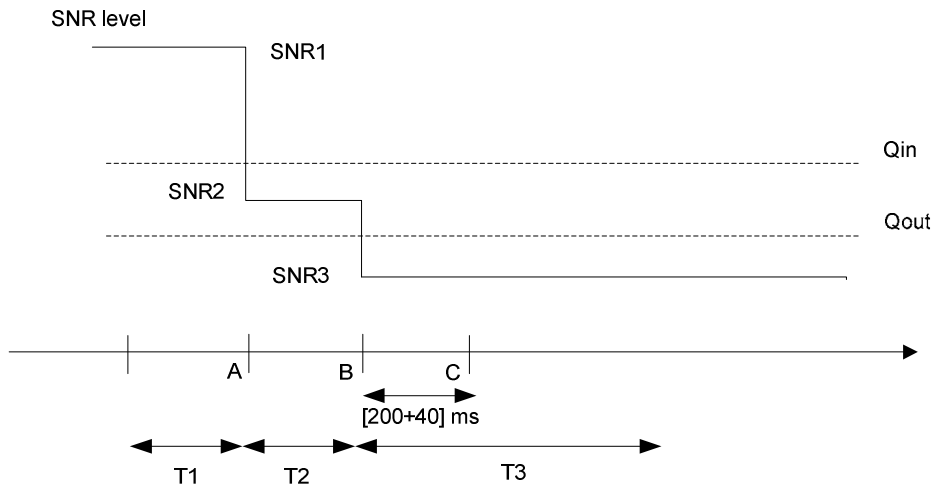 SNR level
SNR1
Qin
SNR2
Qout
SNR3
A
B
C
[200+40] ms
T1
T2
T3